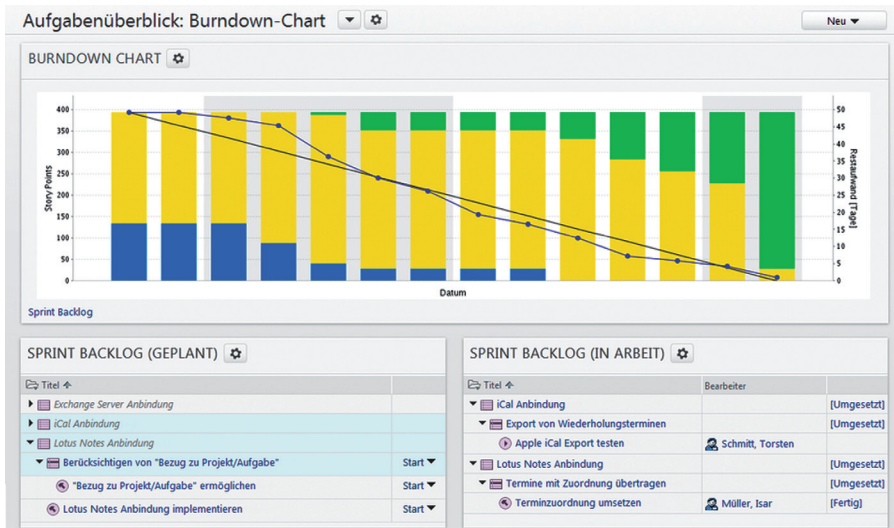 Aufgabenüberblick: Burndown-Chart
Neu
BURNDOWN CHART
400
350
300
250
200
150
100
50
0
Story Points
50
45
40
35
30
25
20
15
10
5
0
Restaufwand [Tage]
Datum
Sprint Backlog
SPRINT BACKLOG (GEPLANT)
Titel
Exchange Server Anbindung
iCal Anbindung
Lotus Notes Anbindung
Berücksichtigen von "Bezug zu Projekt/Aufgabe" Start
"Bezug zu Projekt/Aufgabe" ermöglichen Start
Lotus Notes Anbindung implementieren Start
SPRINT BACKLOG (IN ARBEIT)
Titel Bearbeiter
iCal Anbindung [Umgesetzt]
Export von Wiederholungsterminen [Umgesetzt]
Apple iCal Export testen Schmitt, Torsten
Lotus Notes Anbindung [Umgesetzt]
Termine mit Zuordnung übertragen [Umgesetzt]
Terminzuordnung umsetzen Müller, Isar [Fertig]